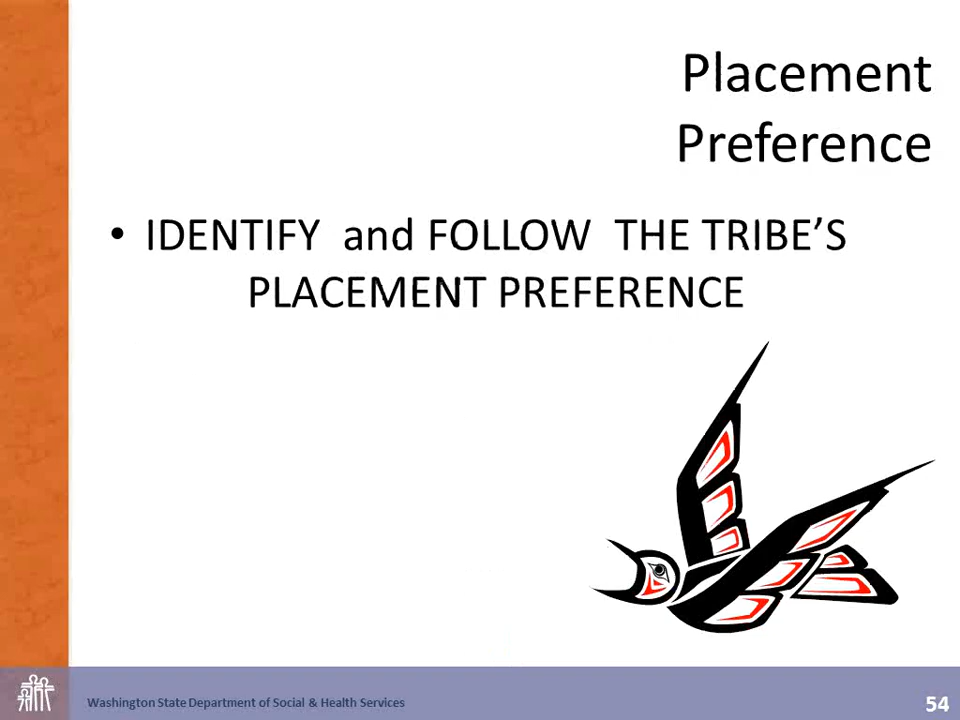 Placement
Preference
• IDENTIFY and FOLLOW THE TRIBE’S
PLACEMENT PREFERENCE
Washington State Department of Social & Health Services
54